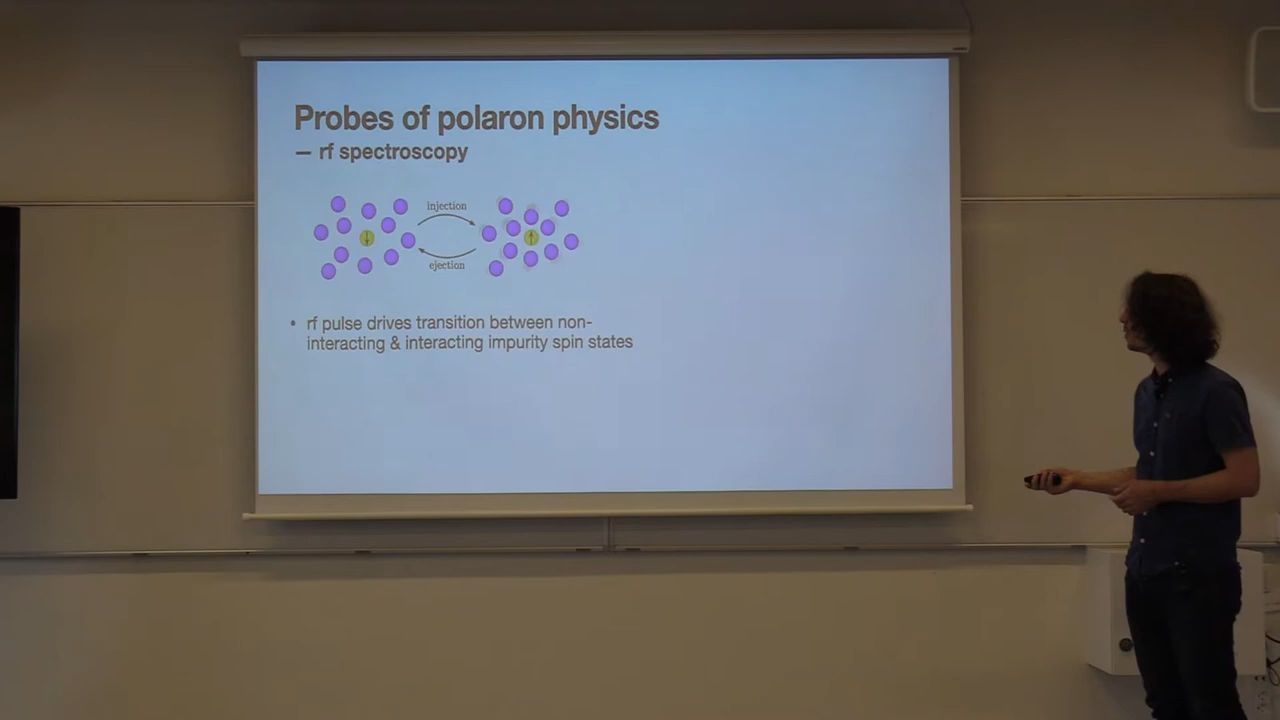 Probes of polaron physics
— rf spectroscopy
injection
↓
↑
ejection
• rf pulse drives transition between non-
interacting & interacting impurity spin states